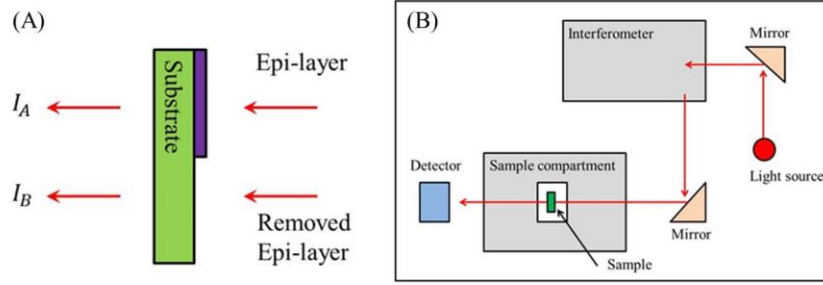 (A)
Substrate
Epi-layer
I_A
I_B
Removed
Epi-layer
(B)
Interferometer
Mirror
Light source
Detector
Sample compartment
Mirror
Sample